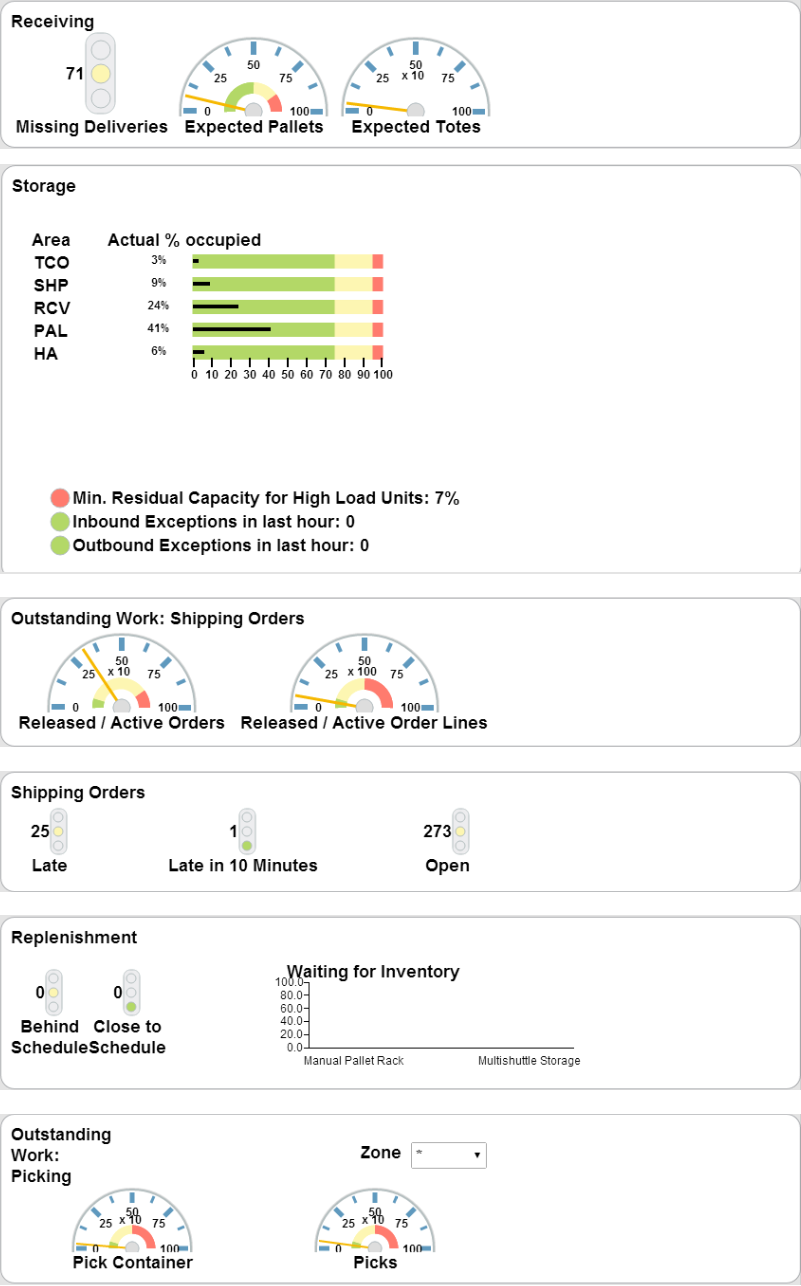 Receiving
71
Missing Deliveries
0 25 50 75 100
Expected Pallets
0 25 50 75 100
x 10
Expected Totes
Storage
Area Actual % occupied
TCO 3%
SHP 9%
RCV 24%
PAL 41%
HA 6%
0 10 20 30 40 50 60 70 80 90 100
Min. Residual Capacity for High Load Units: 7%
Inbound Exceptions in last hour: 0
Outbound Exceptions in last hour: 0
Outstanding Work: Shipping Orders
0 25 50 75 100
x 10
Released / Active Orders
0 25 50 75 100
x 100
Released / Active Order Lines
Shipping Orders
25
Late
1
Late in 10 Minutes
273
Open
Replenishment
0
Behind
Schedule
0
Close to
Schedule
Waiting for Inventory
100.0
80.0
60.0
40.0
20.0
0.0
Manual Pallet Rack Multishuttle Storage
Outstanding
Work:
Picking
Zone *
0 25 50 75 100
x 10
Pick Container
0 25 50 75 100
x 10
Picks